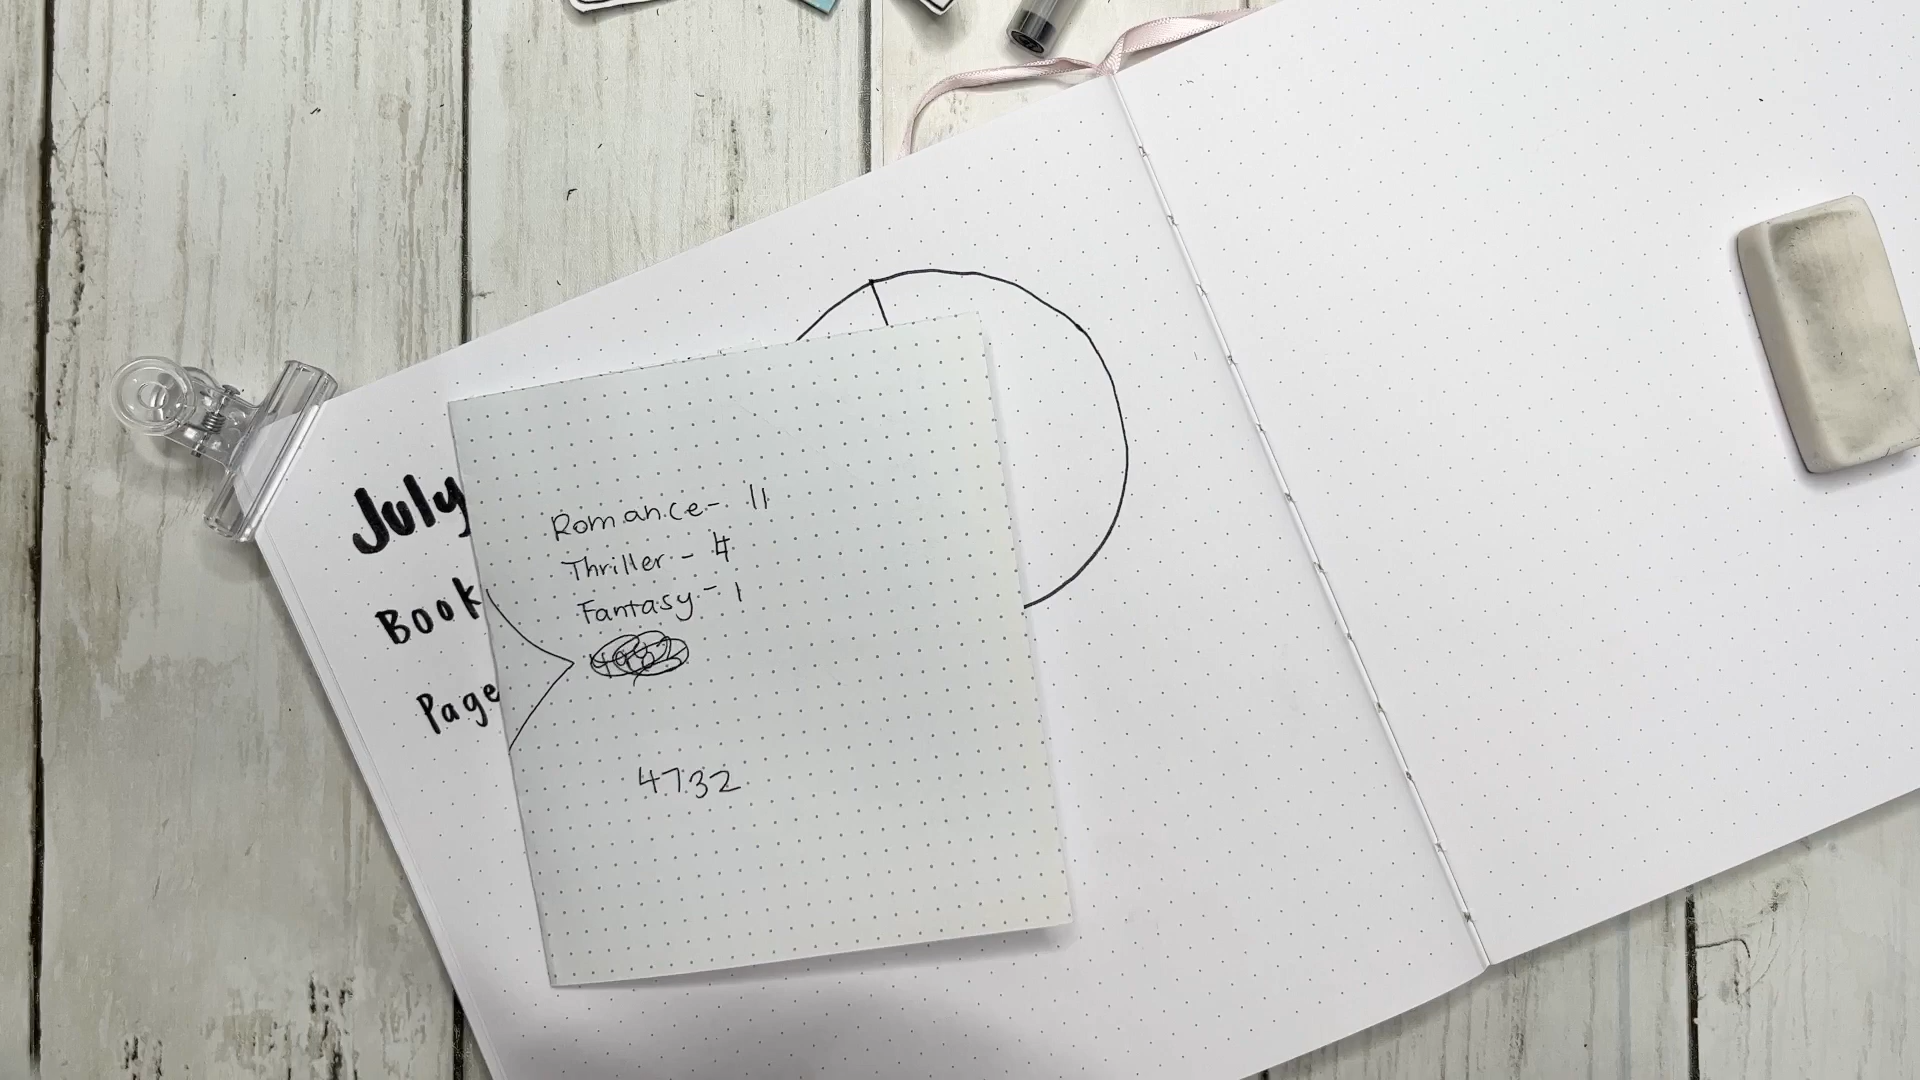 July
Book
Page
Romance - 11
Thriller - 4
Fantasy - 1
4732